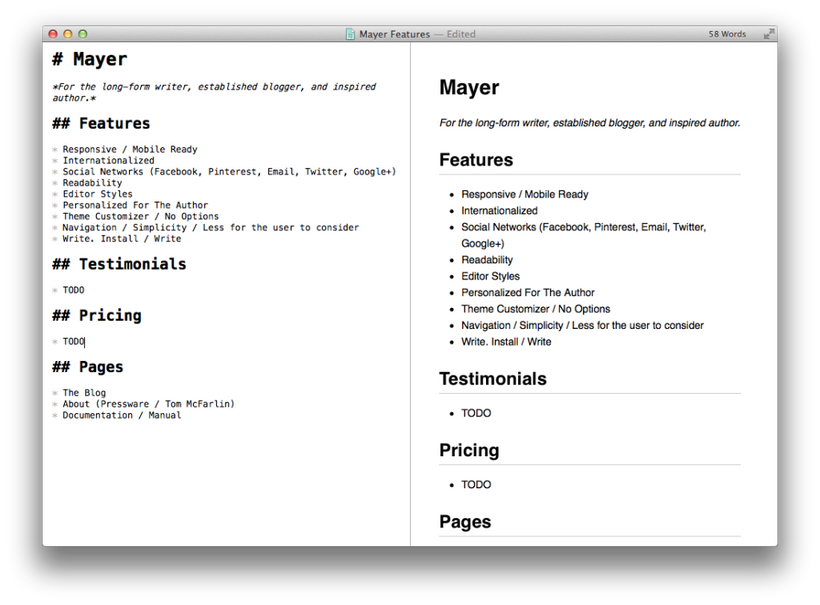 Mayer Features — Edited
58 Words
# Mayer
*For the long-form writer, established blogger, and inspired
author.*
## Features
* Responsive / Mobile Ready
* Internationalized
* Social Networks (Facebook, Pinterest, Email, Twitter, Google+)
* Readability
* Editor Styles
* Personalized For The Author
* Theme Customizer / No Options
* Navigation / Simplicity / Less for the user to consider
* Write. Install / Write
## Testimonials
* TODO
## Pricing
* TODO
## Pages
* The Blog
* About (Pressware / Tom McFarlin)
* Documentation / Manual
Mayer
For the long-form writer, established blogger, and inspired author.
Features
• Responsive / Mobile Ready
• Internationalized
• Social Networks (Facebook, Pinterest, Email, Twitter,
Google+)
• Readability
• Editor Styles
• Personalized For The Author
• Theme Customizer / No Options
• Navigation / Simplicity / Less for the user to consider
• Write. Install / Write
Testimonials
• TODO
Pricing
• TODO
Pages